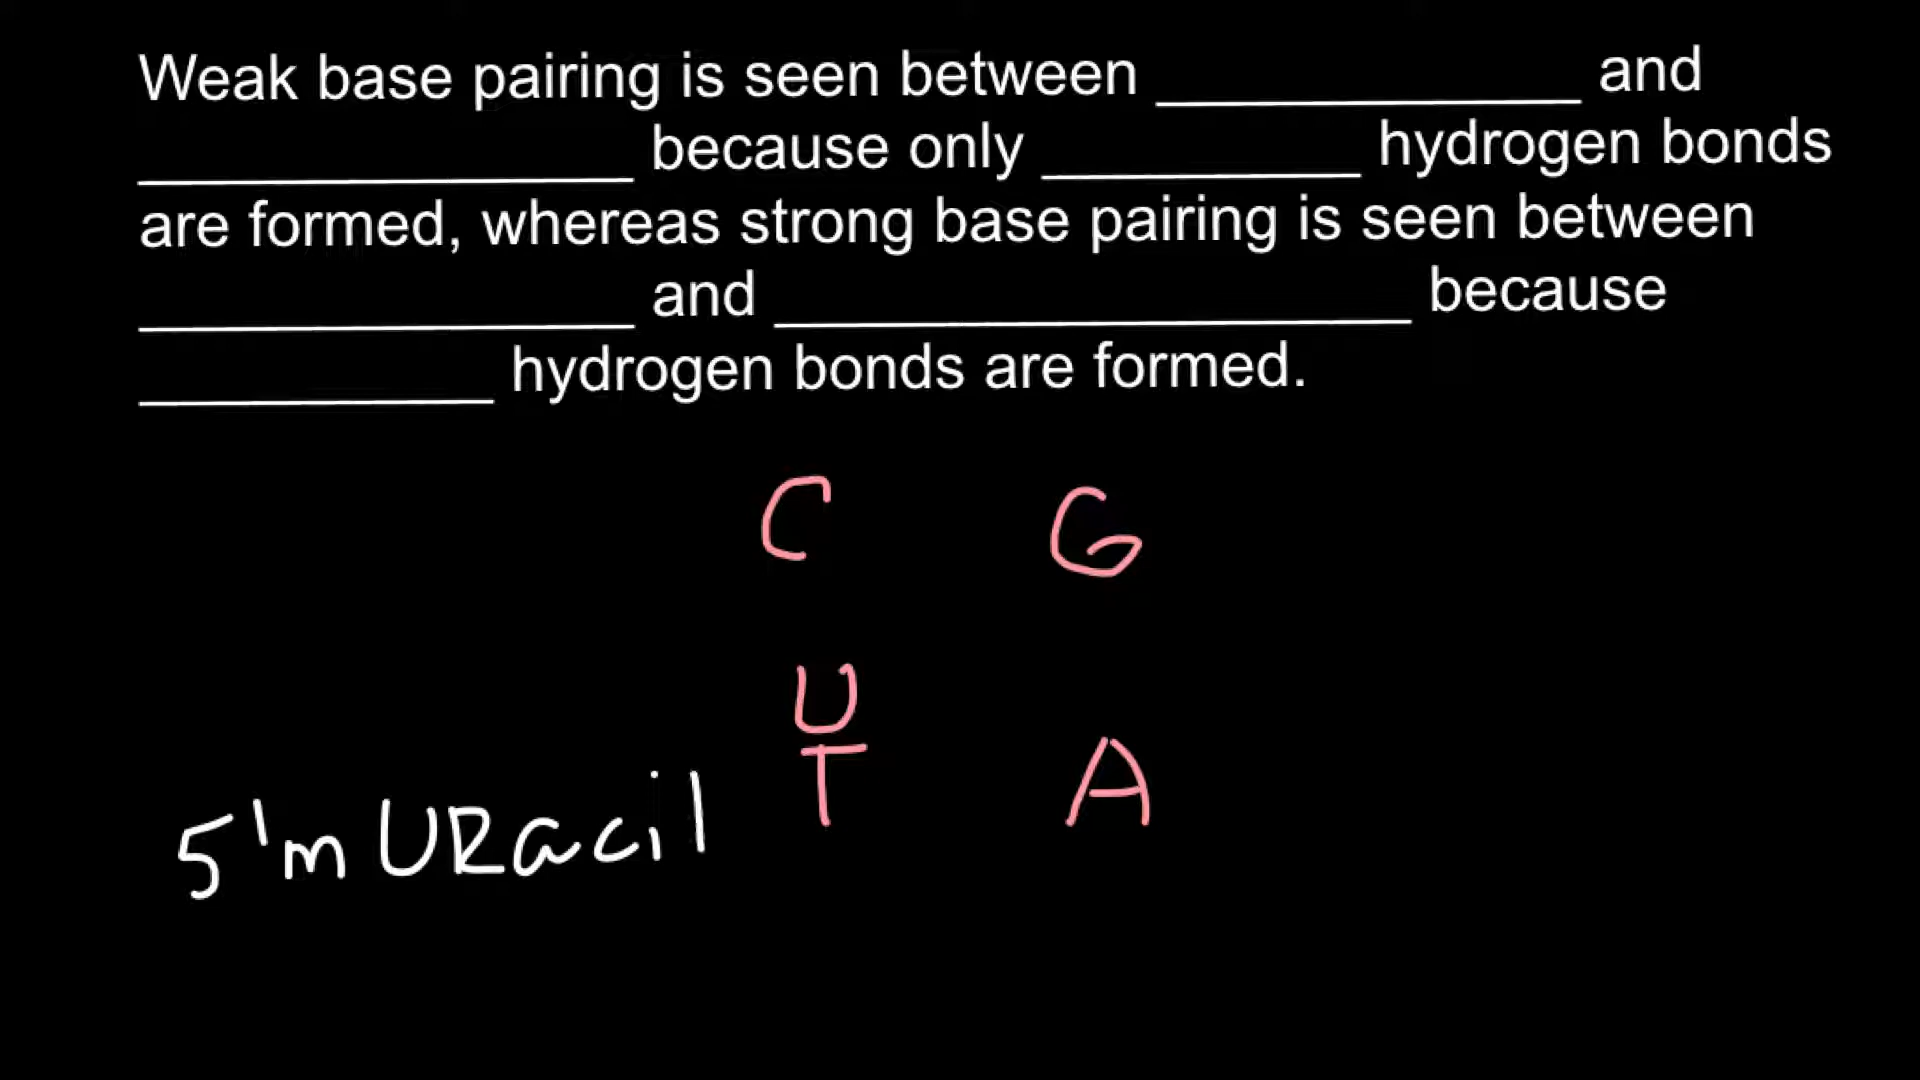 Weak base pairing is seen between ____________ and
______________ because only _________ hydrogen bonds
are formed, whereas strong base pairing is seen between
______________ and __________________ because
__________ hydrogen bonds are formed.
C G
U
T A
5'm URacil